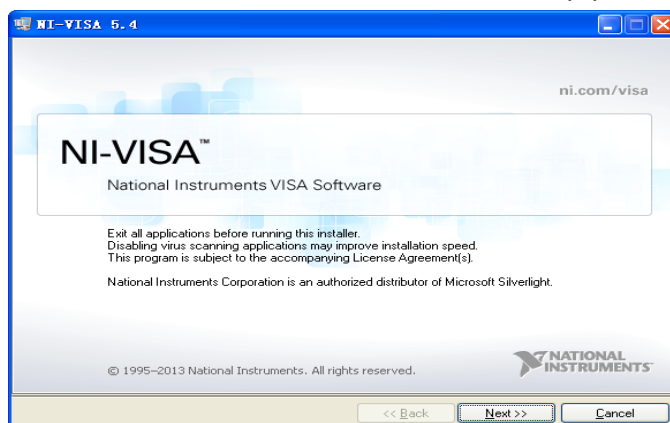 NI-VISA 5.4
ni.com/visa
NI-VISA™
National Instruments VISA Software
Exit all applications before running this installer.
Disabling virus scanning applications may improve installation speed.
This program is subject to the accompanying License Agreement(s).
National Instruments Corporation is an authorized distributor of Microsoft Silverlight.
© 1995–2013 National Instruments. All rights reserved.
NATIONAL
INSTRUMENTS™
<< Back
Next >>
Cancel